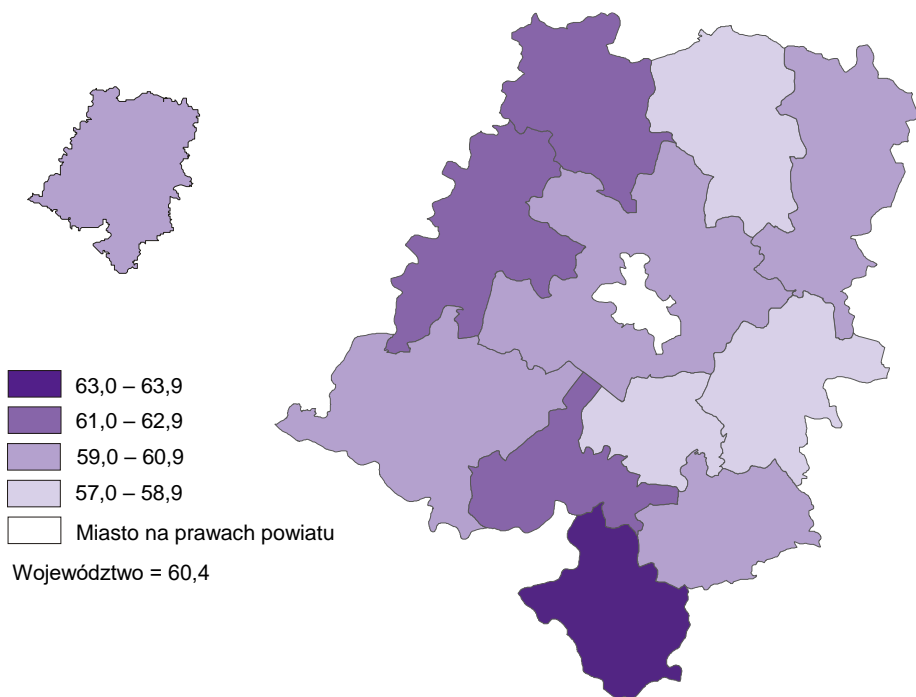 63,0 – 63,9
61,0 – 62,9
59,0 – 60,9
57,0 – 58,9
Miasto na prawach powiatu
Województwo = 60,4